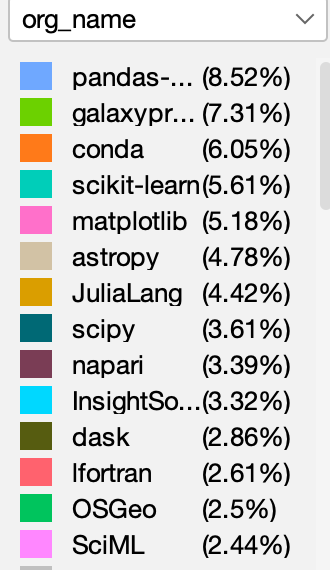 org_name
pandas-... (8.52%)
galaxypr... (7.31%)
conda (6.05%)
scikit-learn (5.61%)
matplotlib (5.18%)
astropy (4.78%)
JuliaLang (4.42%)
scipy (3.61%)
napari (3.39%)
InsightSo... (3.32%)
dask (2.86%)
lfortran (2.61%)
OSGeo (2.5%)
SciML (2.44%)